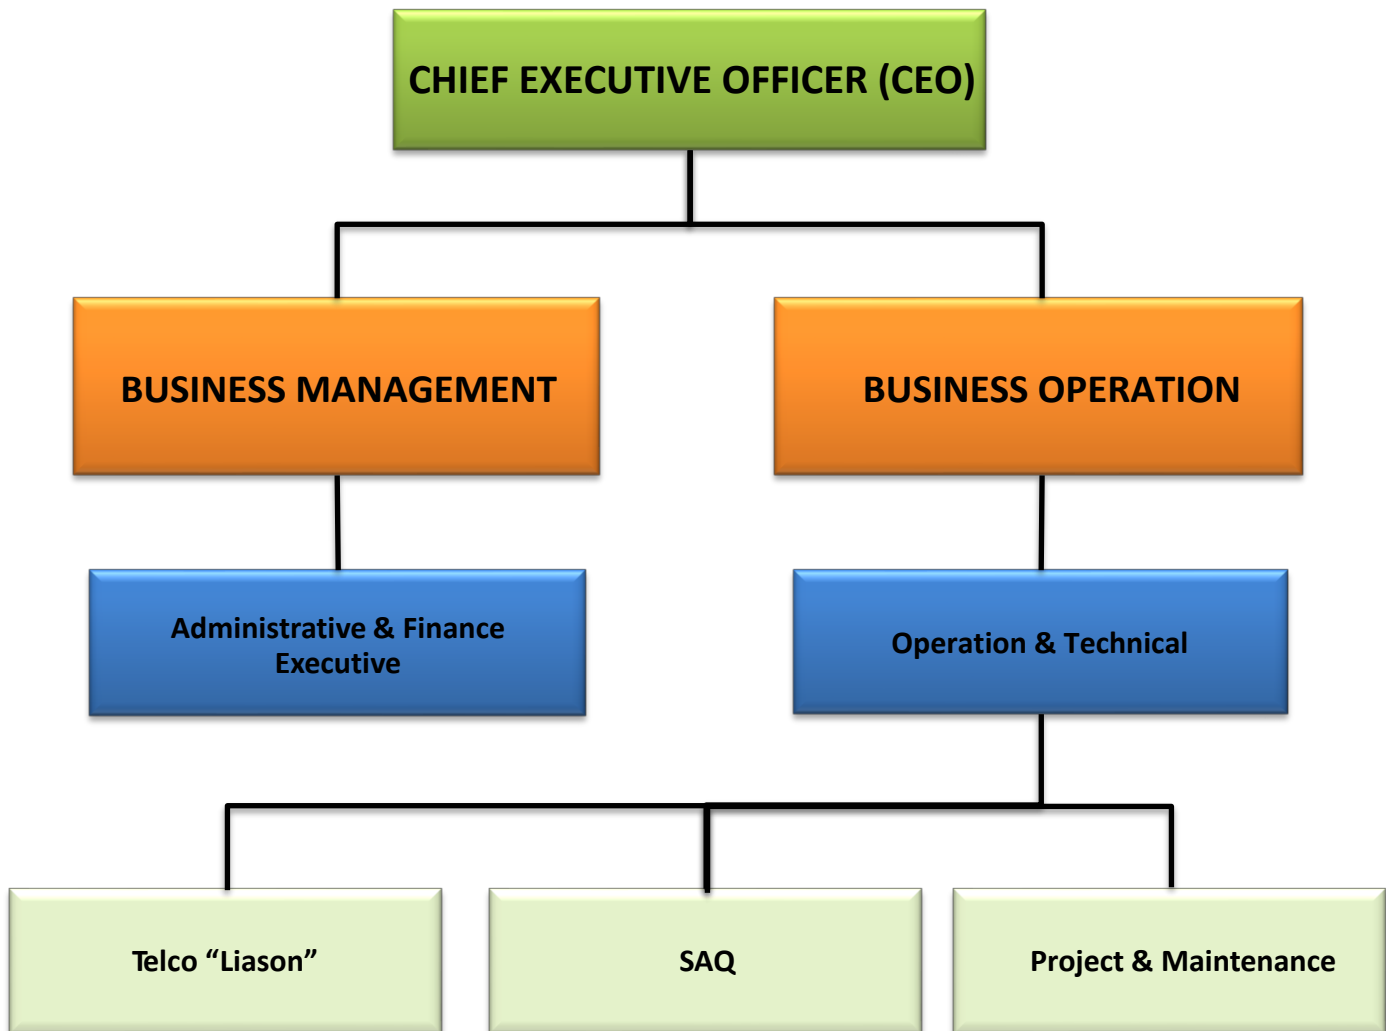 CHIEF EXECUTIVE OFFICER (CEO)
BUSINESS MANAGEMENT
BUSINESS OPERATION
Administrative & Finance
Executive
Operation & Technical
Telco “Liason”
SAQ
Project & Maintenance